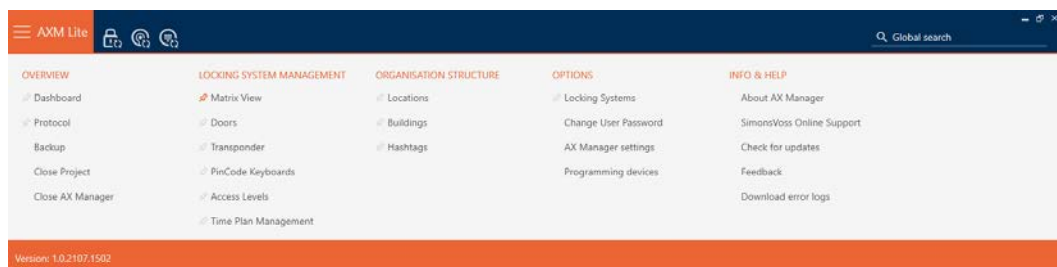 AXM Lite
Global search
OVERVIEW
Dashboard
Protocol
Backup
Close Project
Close AX Manager
LOCKING SYSTEM MANAGEMENT
Matrix View
Doors
Transponder
PinCode Keyboards
Access Levels
Time Plan Management
ORGANISATION STRUCTURE
Locations
Buildings
Hashtags
OPTIONS
Locking Systems
Change User Password
AX Manager settings
Programming devices
INFO & HELP
About AX Manager
SimonsVoss Online Support
Check for updates
Feedback
Download error logs
Version: 1.0.2107.1502